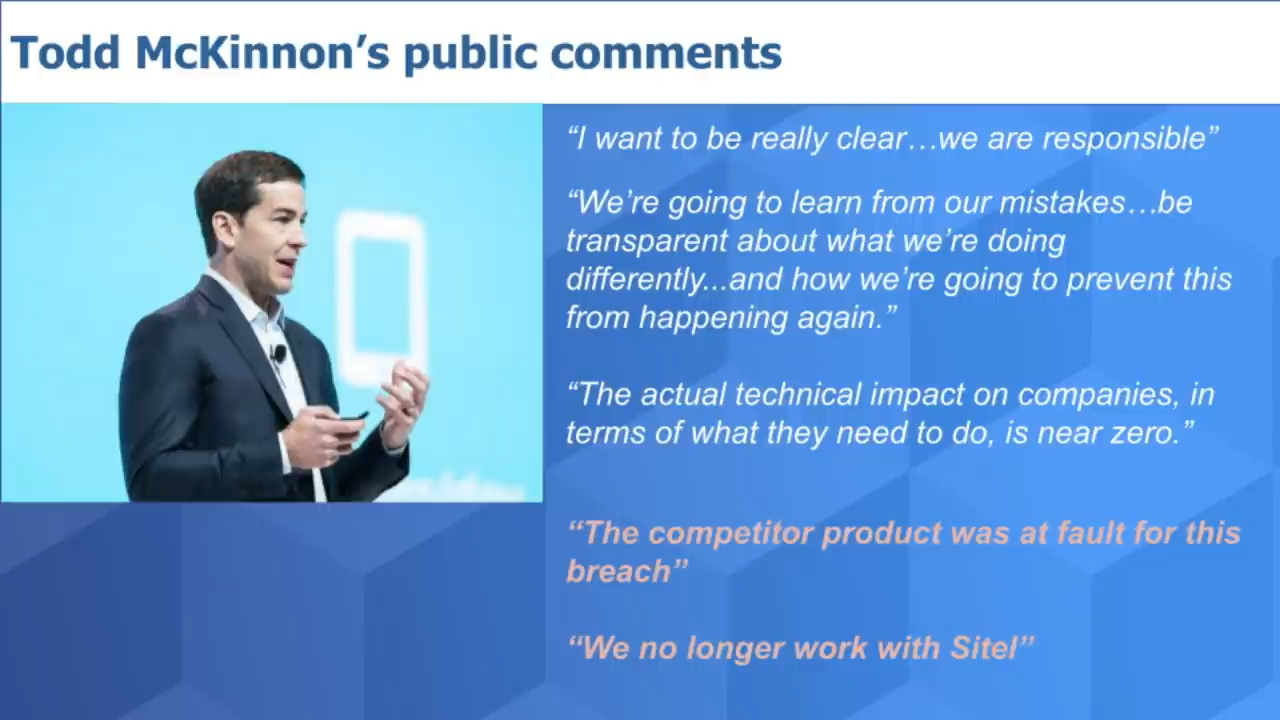 Todd McKinnon’s public comments
“I want to be really clear…we are responsible”
“We’re going to learn from our mistakes…be
transparent about what we’re doing
differently...and how we’re going to prevent this
from happening again.”
“The actual technical impact on companies, in
terms of what they need to do, is near zero.”
“The competitor product was at fault for this
breach”
“We no longer work with Sitel”